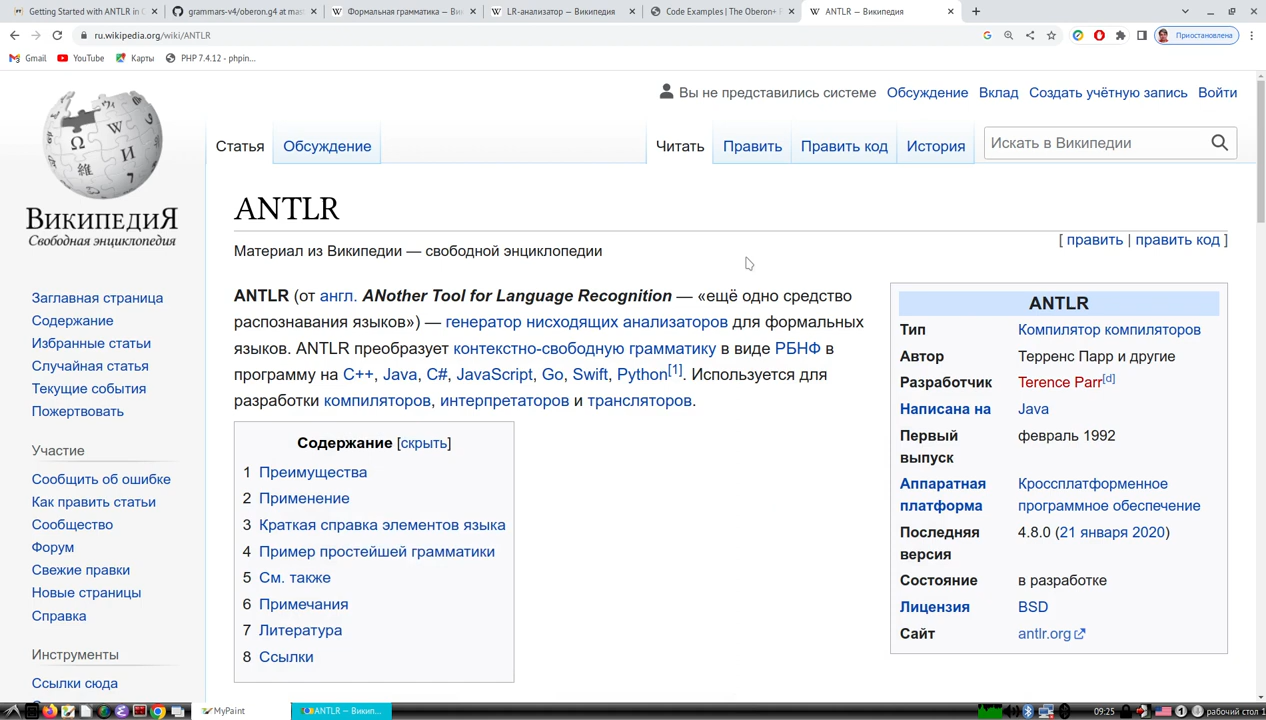 Getting Started with ANTLR in C
grammars-v4/oberon.g4 at mast
Формальная грамматика — Ви
LR-анализатор — Википедия
Code Examples | The Oberon+ P
ANTLR — Википедия
ru.wikipedia.org/wiki/ANTLR
Приостановлена
Gmail
YouTube
Карты
PHP 7.4.12 - phpin...
Вы не представились системе
Обсуждение
Вклад
Создать учётную запись
Войти
Статья
Обсуждение
Читать
Править
Править код
История
Искать в Википедии
ВикипедиЯ
Свободная энциклопедия
Заглавная страница
Содержание
Избранные статьи
Случайная статья
Текущие события
Пожертвовать
Участие
Сообщить об ошибке
Как править статьи
Сообщество
Форум
Свежие правки
Новые страницы
Справка
Инструменты
Ссылки сюда
ANTLR
Материал из Википедии — свободной энциклопедии
[ править | править код ]
ANTLR (от англ. ANother Tool for Language Recognition — «ещё одно средство
распознавания языков») — генератор нисходящих анализаторов для формальных
языков. ANTLR преобразует контекстно-свободную грамматику в виде РБНФ в
программу на C++, Java, C#, JavaScript, Go, Swift, Python[1]. Используется для
разработки компиляторов, интерпретаторов и трансляторов.
Содержание [скрыть]
1 Преимущества
2 Применение
3 Краткая справка элементов языка
4 Пример простейшей грамматики
5 См. также
6 Примечания
7 Литература
8 Ссылки
ANTLR
Тип Компилятор компиляторов
Автор Терренс Парр и другие
Разработчик Terence Parr[d]
Написана на Java
Первый февраль 1992
выпуск
Аппаратная Кроссплатформенное
платформа программное обеспечение
Последняя 4.8.0 (21 января 2020)
версия
Состояние в разработке
Лицензия BSD
Сайт antlr.org
MyPaint
ANTLR — Викип...
09:25
рабочий стол 1